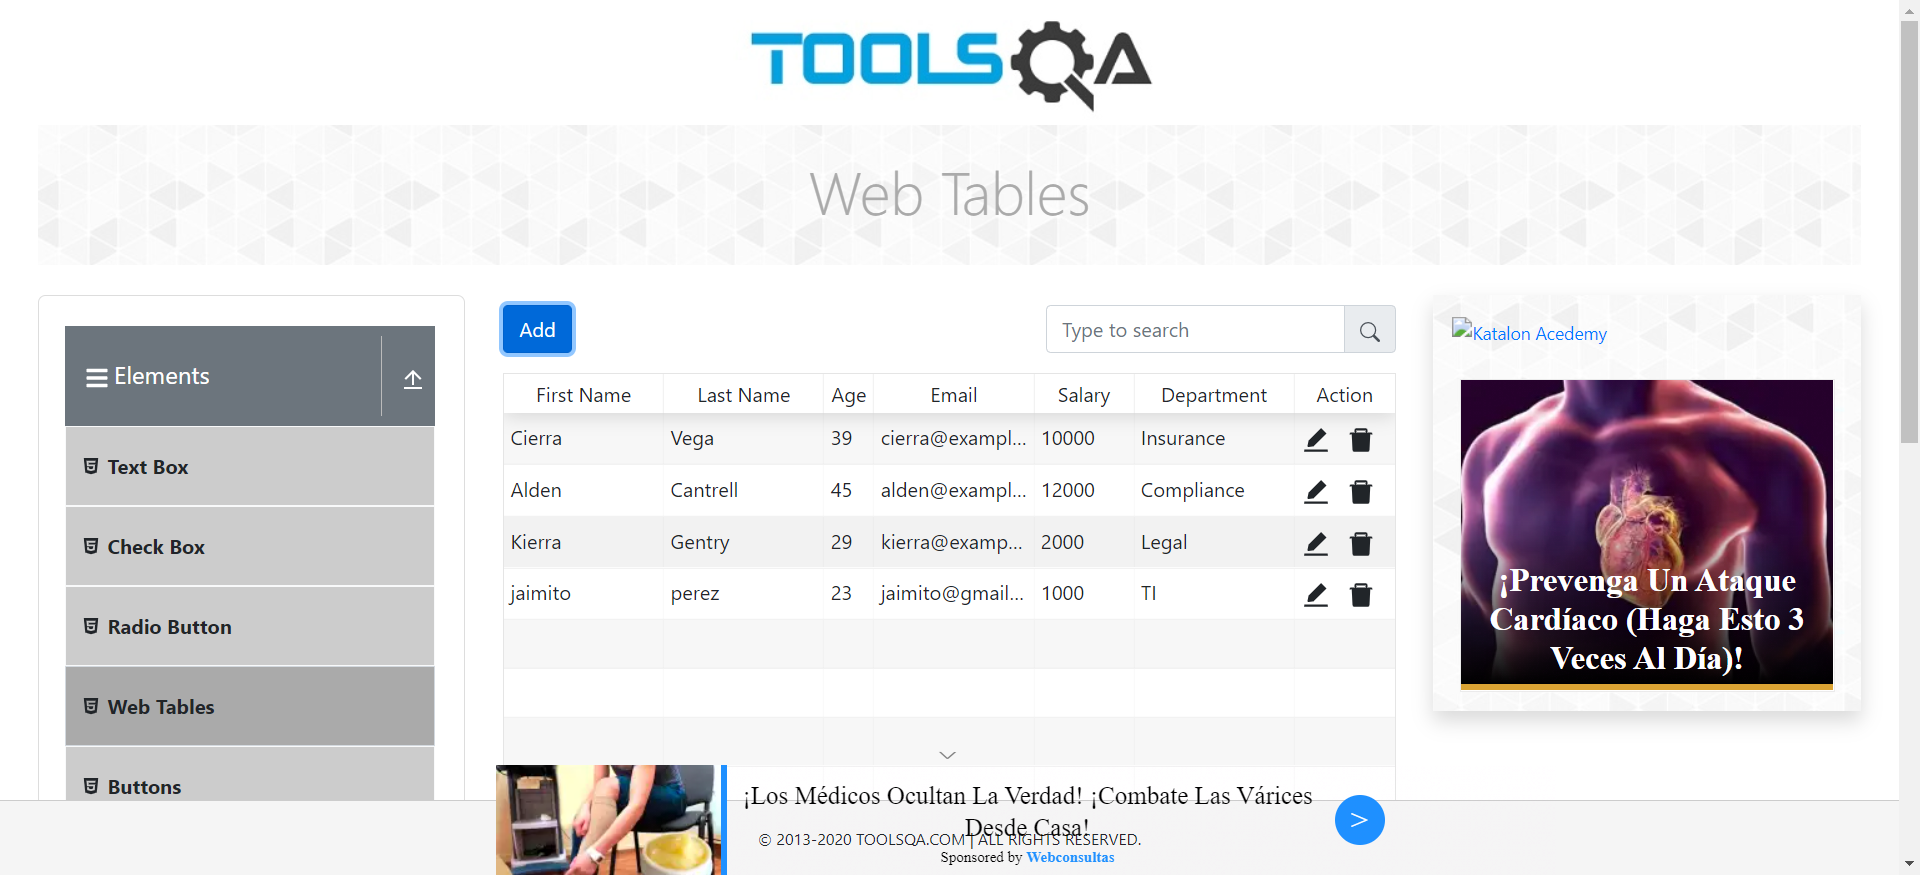 TOOLSQA
Web Tables
Elements
Text Box
Check Box
Radio Button
Web Tables
Buttons
Add
Type to search
First Name Last Name Age Email Salary Department Action
Cierra Vega 39 cierra@exampl... 10000 Insurance
Alden Cantrell 45 alden@exampl... 12000 Compliance
Kierra Gentry 29 kierra@examp... 2000 Legal
jaimito perez 23 jaimito@gmail... 1000 TI
Katalon Acedemy
¡Prevenga Un Ataque
Cardíaco (Haga Esto 3
Veces Al Día)!
¡Los Médicos Ocultan La Verdad! ¡Combate Las Várices
Desde Casa!
>
© 2013-2020 TOOLSQA.COM | ALL RIGHTS RESERVED.
Sponsored by Webconsultas